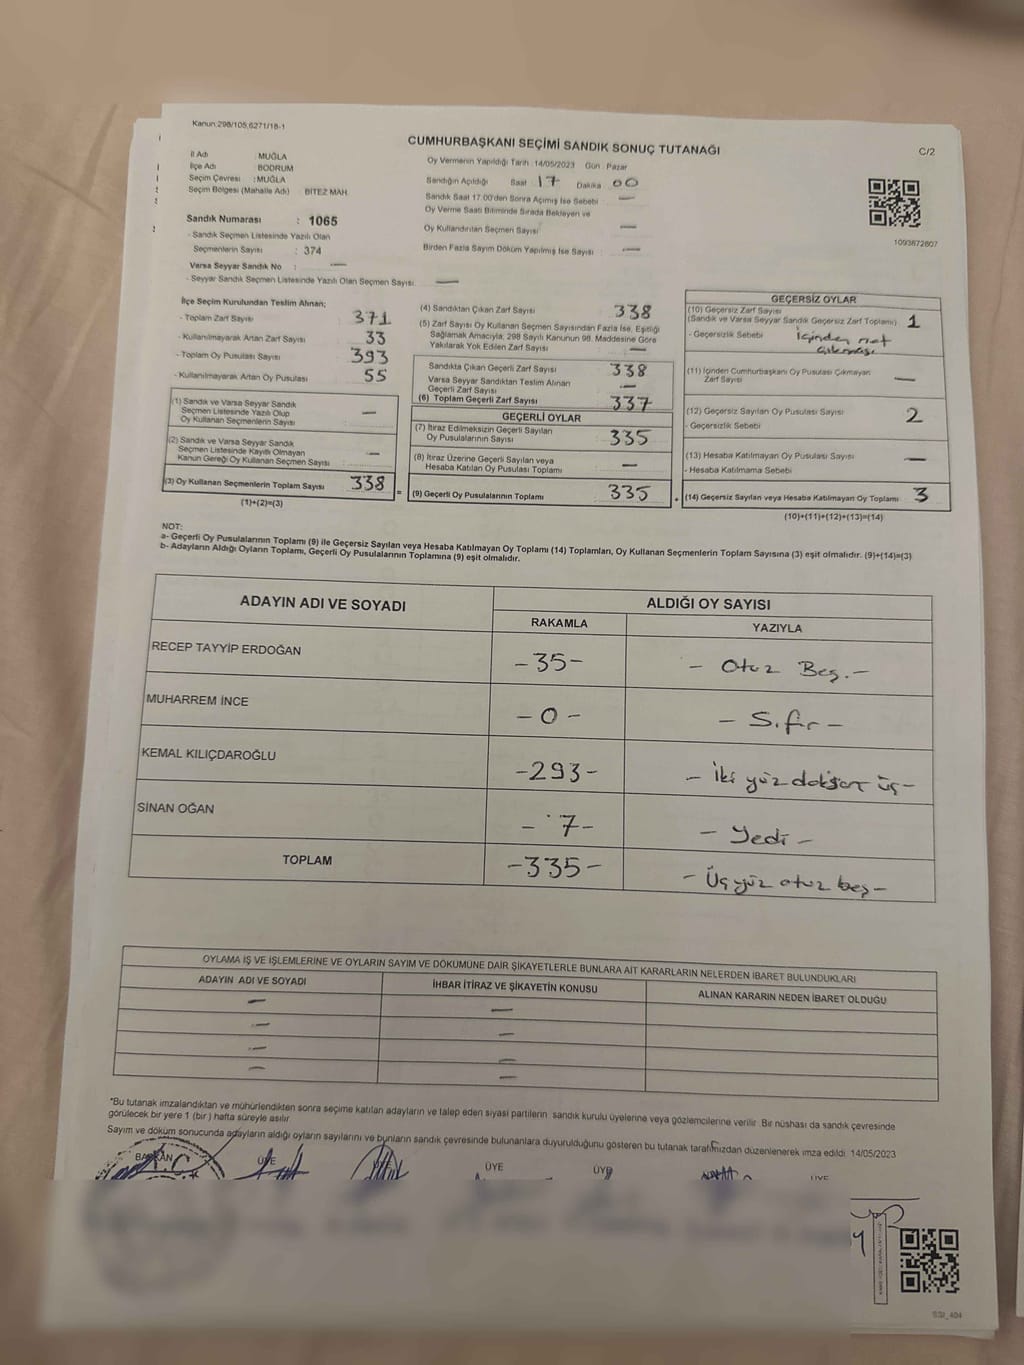 Kanun:298/105,6271/18-1
CUMHURBAŞKANI SEÇİMİ SANDIK SONUÇ TUTANAĞI
C/2
İl Adı : MUĞLA
İlçe Adı : BODRUM
Seçim Çevresi : MUĞLA
Seçim Bölgesi (Mahalle Adı) BİTEZ MAH.
Sandık Numarası : 1065
- Sandık Seçmen Listesinde Yazılı Olan
Seçmenlerin Sayısı : 374
Varsa Seyyar Sandık No : —
- Seyyar Sandık Seçmen Listesinde Yazılı Olan Seçmen Sayısı: —
Oy Vermenin Yapıldığı Tarih :14/05/2023 Gün : Pazar
Sandığın Açıldığı Saat 17 Dakika 00
Sandık Saat 17.00'den Sonra Açılmış İse Sebebi —
Oy Verme Saati Bitiminde Sırada Bekleyen ve
Oy Kullandırılan Seçmen Sayısı —
Birden Fazla Sayım Döküm Yapılmış İse Sayısı : —
1093872807
İlçe Seçim Kurulundan Teslim Alınan;
- Toplam Zarf Sayısı 371
- Kullanılmayarak Artan Zarf Sayısı 33
- Toplam Oy Pusulası Sayısı 393
- Kullanılmayarak Artan Oy Pusulası 55
(1) Sandık ve Varsa Seyyar Sandık
Seçmen Listesinde Yazılı Olup
Oy Kullanan Seçmenlerin Sayısı —
(2) Sandık ve Varsa Seyyar Sandık
Seçmen Listesinde Kayıtlı Olmayan
Kanun Gereği Oy Kullanan Seçmen Sayısı —
(3) Oy Kullanan Seçmenlerin Toplam Sayısı 338
(1)+(2)=(3)
(4) Sandıktan Çıkan Zarf Sayısı 338
(5) Zarf Sayısı Oy Kullanan Seçmen Sayısından Fazla İse, Eşitliği
Sağlamak Amacıyla; 298 Sayılı Kanunun 98. Maddesine Göre
Yakılarak Yok Edilen Zarf Sayısı —
Sandıkta Çıkan Geçerli Zarf Sayısı 338
Varsa Seyyar Sandıktan Teslim Alınan
Geçerli Zarf Sayısı —
(6) Toplam Geçerli Zarf Sayısı 337
GEÇERLİ OYLAR
(7) İtiraz Edilmeksizin Geçerli Sayılan
Oy Pusulalarının Sayısı 335
(8) İtiraz Üzerine Geçerli Sayılan veya
Hesaba Katılan Oy Pusulası Toplamı —
= (9) Geçerli Oy Pusulalarının Toplamı 335
GEÇERSİZ OYLAR
(10) Geçersiz Zarf Sayısı
(Sandık ve Varsa Seyyar Sandık Geçersiz Zarf Toplamı) 1
- Geçersizlik Sebebi İçinden
(11) İçinden Cumhurbaşkanı Oy Pusulası Çıkmayan
Zarf Sayısı —
(12) Geçersiz Sayılan Oy Pusulası Sayısı 2
- Geçersizlik Sebebi
(13) Hesaba Katılmayan Oy Pusulası Sayısı —
- Hesaba Katılmama Sebebi
+ (14) Geçersiz Sayılan veya Hesaba Katılmayan Oy Toplamı 3
(10)+(11)+(12)+(13)=(14)
NOT:
a- Geçerli Oy Pusulalarının Toplamı (9) ile Geçersiz Sayılan veya Hesaba Katılmayan Oy Toplamı (14) Toplamları, Oy Kullanan Seçmenlerin Toplam Sayısına (3) eşit olmalıdır. (9)+(14)=(3)
b- Adayların Aldığı Oyların Toplamı, Geçerli Oy Pusulalarının Toplamına (9) eşit olmalıdır.
ADAYIN ADI VE SOYADI ALDIĞI OY SAYISI
RAKAMLA YAZIYLA
RECEP TAYYİP ERDOĞAN -35- - Otuz Beş. -
MUHARREM İNCE -0- - Sıfır -
KEMAL KILIÇDAROĞLU -293- - İki yüz doksan üç -
SİNAN OĞAN - 7- - Yedi -
TOPLAM -335- - Üç yüz otuz beş -
OYLAMA İŞ VE İŞLEMLERİNE VE OYLARIN SAYIM VE DÖKÜMÜNE DAİR ŞİKAYETLERLE BUNLARA AİT KARARLARIN NELERDEN İBARET BULUNDUKLARI
ADAYIN ADI VE SOYADI İHBAR İTİRAZ VE ŞİKAYETİN KONUSU ALINAN KARARIN NEDEN İBARET OLDUĞU
— —
— —
— —
— —
*Bu tutanak imzalandıktan ve mühürlendikten sonra seçime katılan adayların ve talep eden siyasi partilerin sandık kurulu üyelerine veya gözlemcilerine verilir. Bir nüshası da sandık çevresinde
görülecek bir yere 1 (bir) hafta süreyle asılır.
Sayım ve döküm sonucunda adayların aldığı oyların sayılarını ve bunların sandık çevresinde bulunanlara duyurulduğunu gösteren bu tutanak tarafımızdan düzenlenerek imza edildi. 14/05/2023
BAŞKAN ÜYE ÜYE ÜYE ÜYE
T.C.
SSİ_404